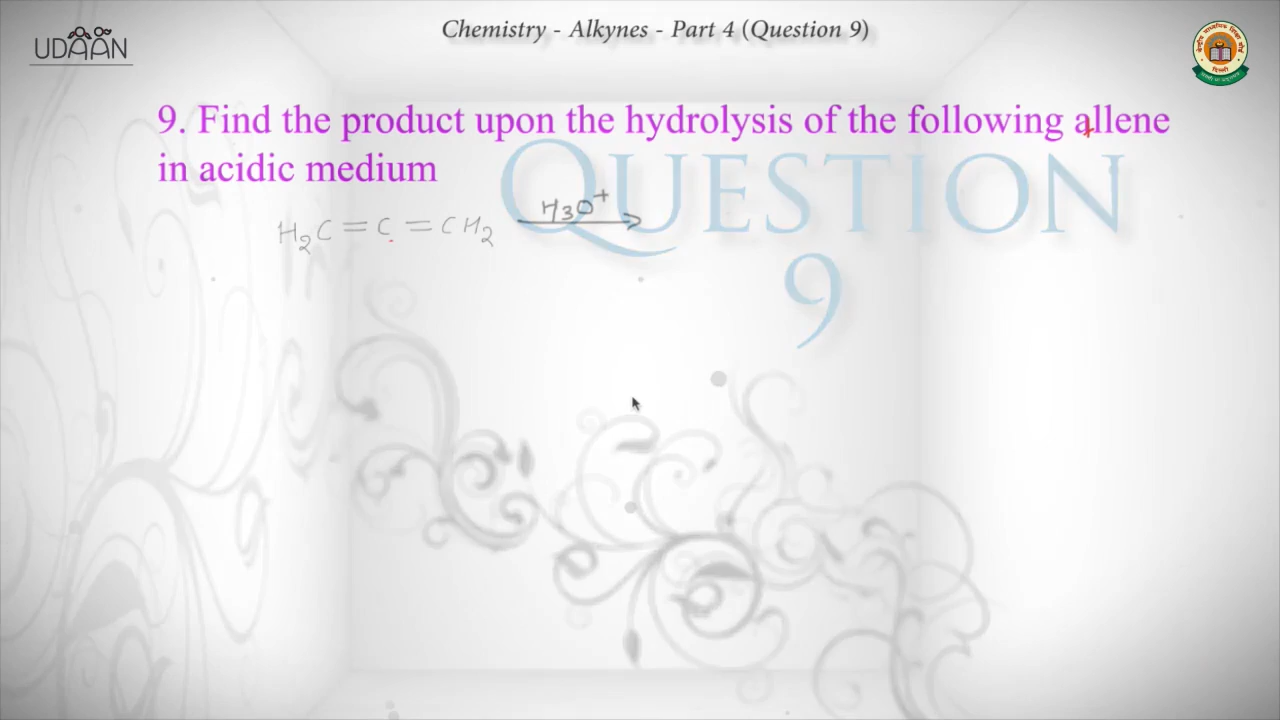 Chemistry - Alkynes - Part 4 (Question 9)
UDAAN
9. Find the product upon the hydrolysis of the following allene
in acidic medium
QUESTION
9
H₂C = C = CH₂ H₃O⁺ →